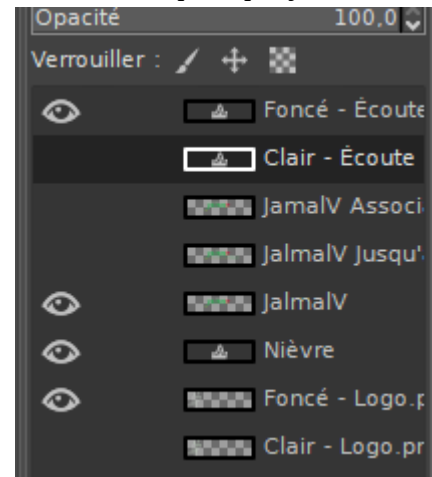 Opacité 100,0
Verrouiller :
Foncé - Écoute
Clair - Écoute
JamalV Associ
JalmalV Jusqu'
JalmalV
Nièvre
Foncé - Logo.p
Clair - Logo.pr